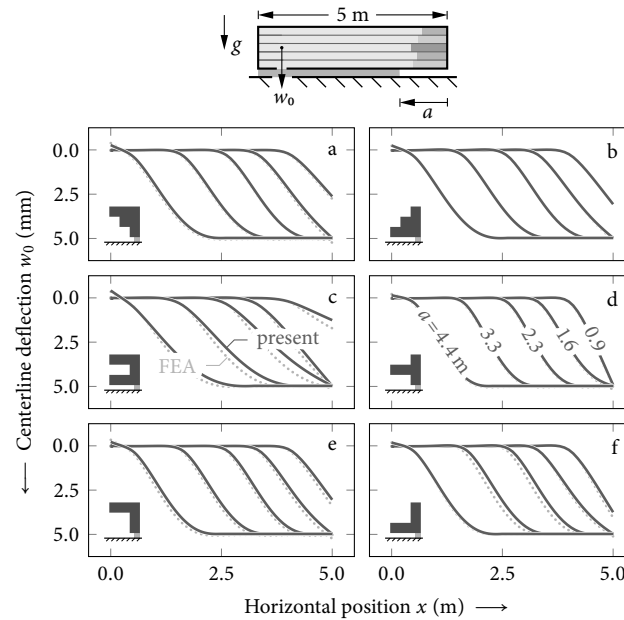 5 m
g
w₀
a
a
b
0.0
2.5
5.0
c
d
0.0
2.5
5.0
present
FEA
a = 4.4 m
3.3
2.3
1.6
0.9
e
f
0.0
2.5
5.0
0.0
2.5
5.0
0.0
2.5
5.0
← Centerline deflection w₀ (mm)
Horizontal position x (m) →